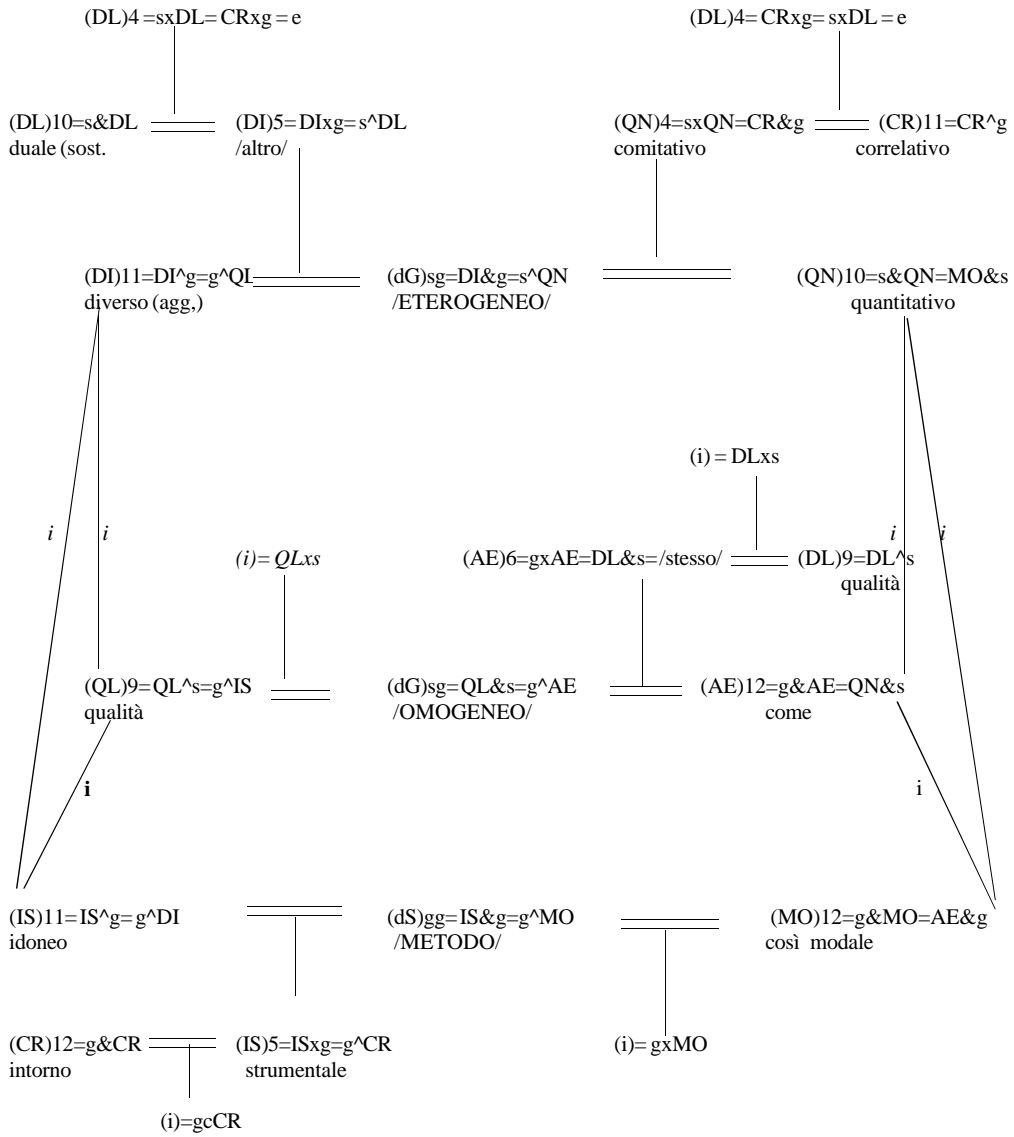 (DL)4 =sxDL= CRxg = e (DL)4= CRxg= sxDL = e
(DL)10=s&DL (DI)5= DIxg= s^DL (QN)4=sxQN=CR&g (CR)11=CR^g
duale (sost. /altro/ comitativo correlativo
(DI)11=DI^g=g^QL (dG)sg=DI&g=s^QN (QN)10=s&QN=MO&s
diverso (agg,) /ETEROGENEO/ quantitativo
(i) = DLxs
i i i i
(i)= QLxs (AE)6=gxAE=DL&s=/stesso/ (DL)9=DL^s
qualità
(QL)9=QL^s=g^IS (dG)sg=QL&s=g^AE (AE)12=g&AE=QN&s
qualità /OMOGENEO/ come
i i
(IS)11=IS^g=g^DI (dS)gg=IS&g=g^MO (MO)12=g&MO=AE&g
idoneo /METODO/ così modale
(CR)12=g&CR (IS)5=ISxg=g^CR (i)= gxMO
intorno strumentale
(i)=gcCR